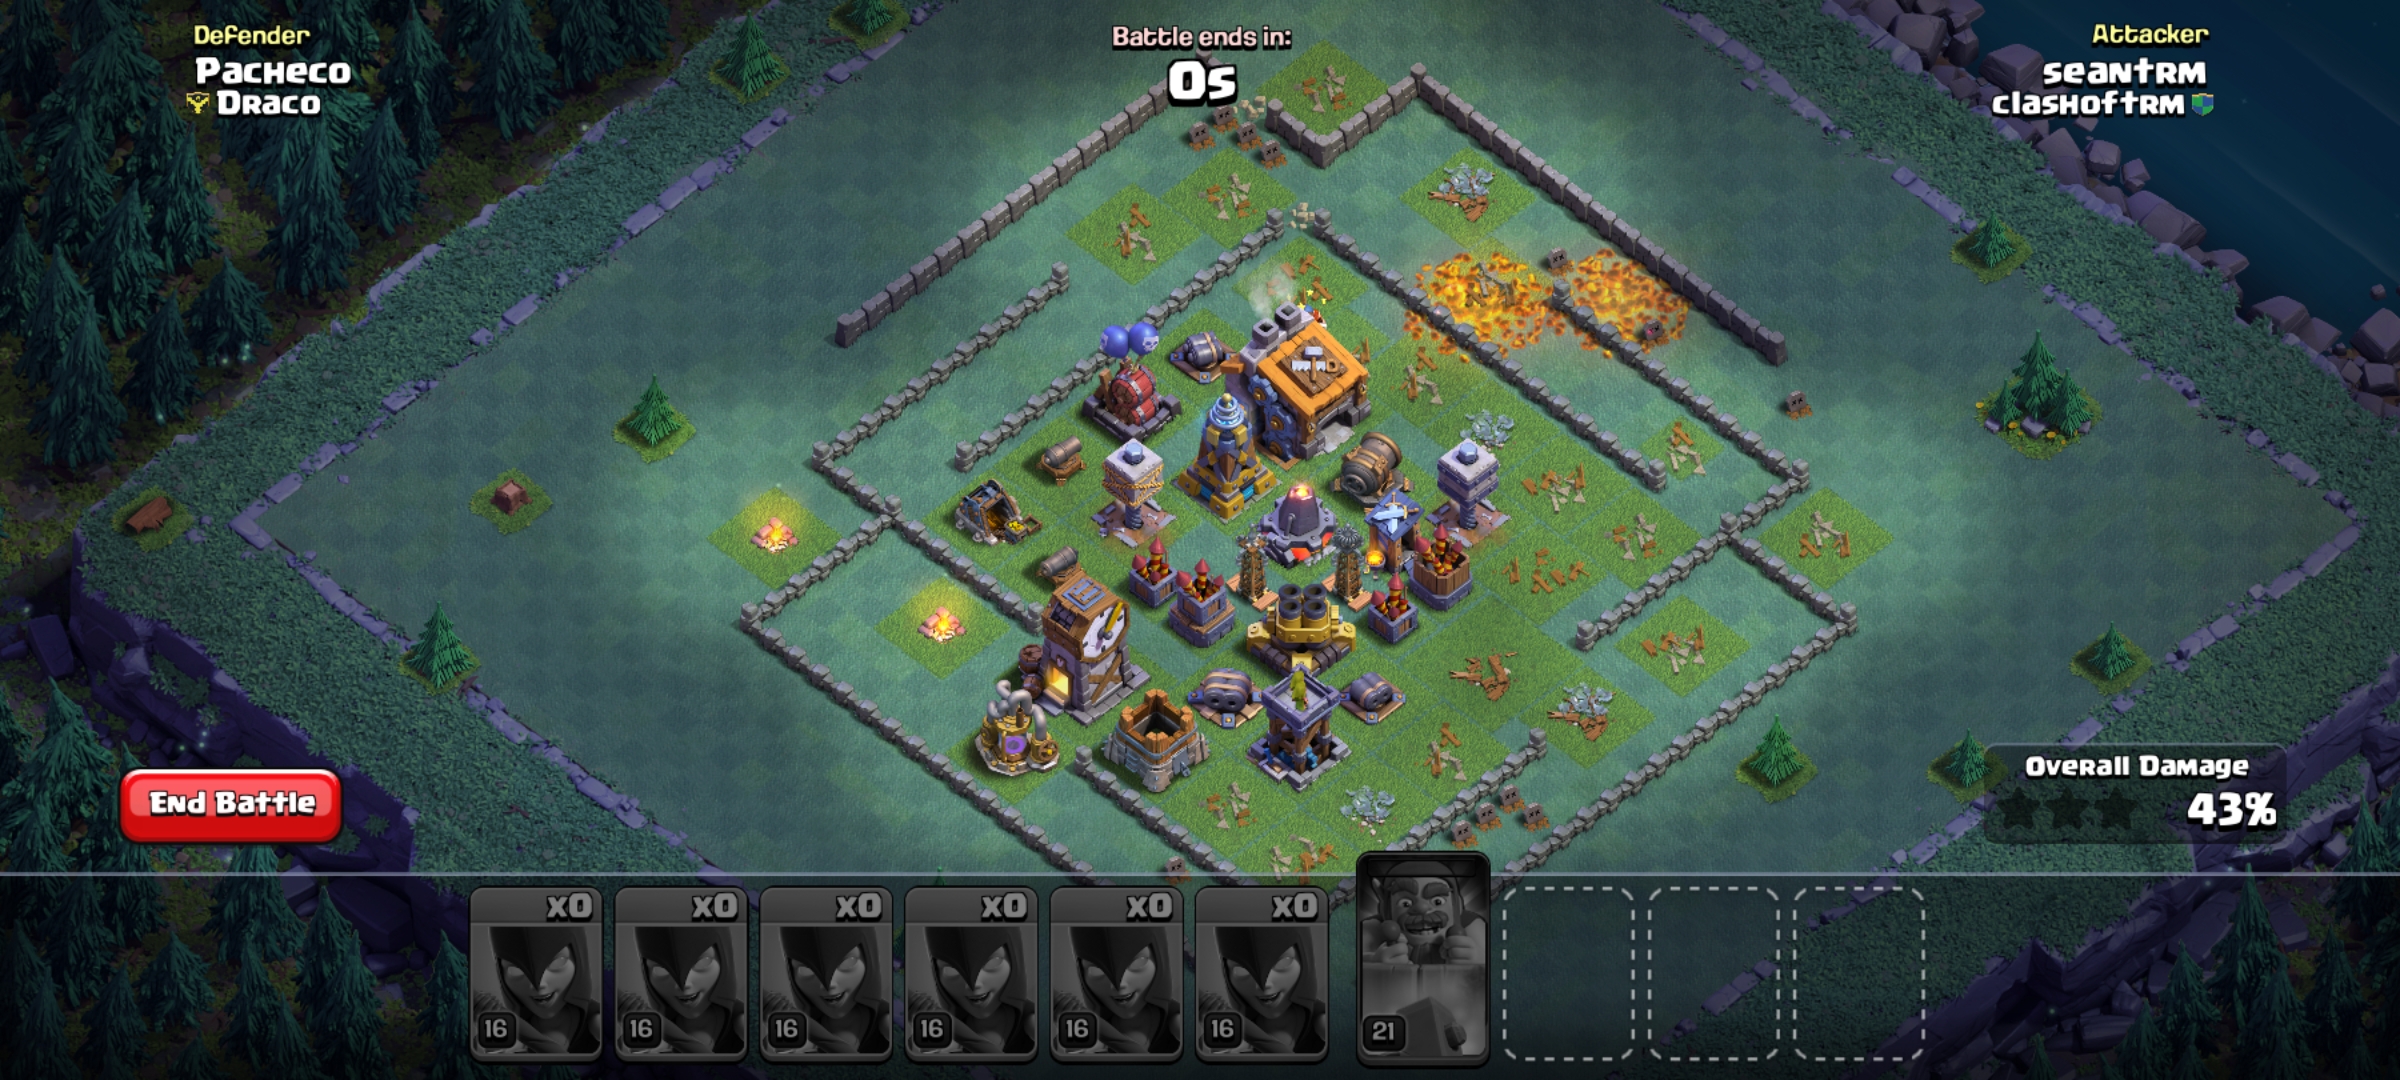 Defender
Pacheco
Draco
Battle ends in:
0s
Attacker
seantrm
clashoftrm
End Battle
Overall Damage
43%
x0
x0
x0
x0
x0
x0
16
16
16
16
16
16
21